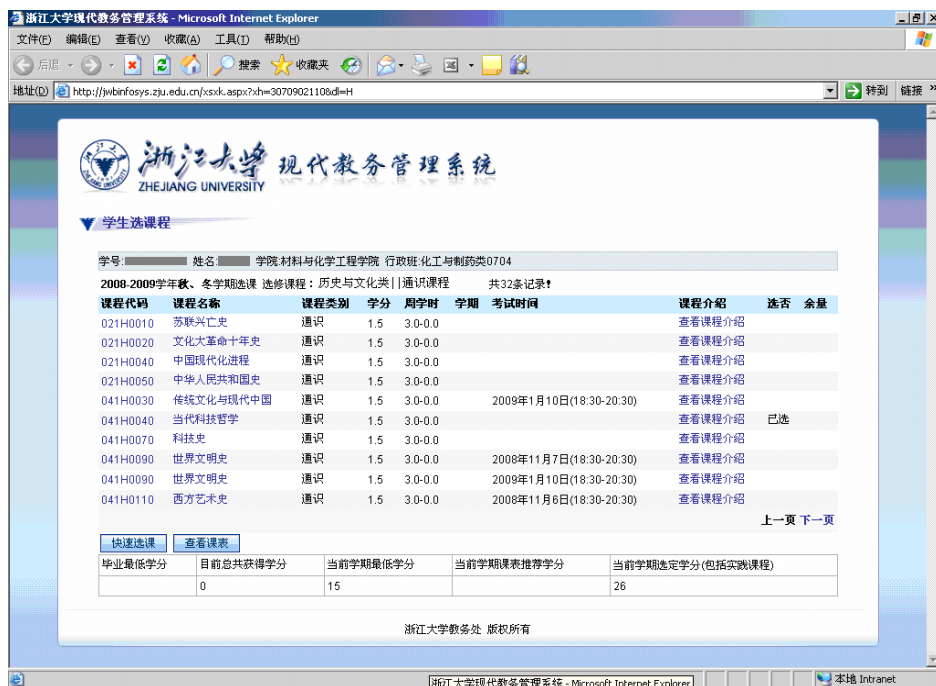 浙江大学现代教务管理系统 - Microsoft Internet Explorer
文件(F) 编辑(E) 查看(V) 收藏(A) 工具(T) 帮助(H)
后退 搜索 收藏夹
地址(D) http://jwbinfosys.zju.edu.cn/xsxk.aspx?xh=3070902110&dl=H 转到 链接 »
浙江大学 现代教务管理系统
ZHEJIANG UNIVERSITY
学生选课程
学号: 姓名: 学院:材料与化学工程学院 行政班:化工与制药类0704
2008-2009学年秋、冬学期选课 选修课程：历史与文化类||通识课程 共32条记录!
课程代码 课程名称 课程类别 学分 周学时 学期 考试时间 课程介绍 选否 余量
021H0010 苏联兴亡史 通识 1.5 3.0-0.0 查看课程介绍
021H0020 文化大革命十年史 通识 1.5 3.0-0.0 查看课程介绍
021H0040 中国现代化进程 通识 1.5 3.0-0.0 查看课程介绍
021H0050 中华人民共和国史 通识 1.5 3.0-0.0 查看课程介绍
041H0030 传统文化与现代中国 通识 1.5 3.0-0.0 2009年1月10日(18:30-20:30) 查看课程介绍
041H0040 当代科技哲学 通识 1.5 3.0-0.0 查看课程介绍 已选
041H0070 科技史 通识 1.5 3.0-0.0 查看课程介绍
041H0090 世界文明史 通识 1.5 3.0-0.0 2008年11月7日(18:30-20:30) 查看课程介绍
041H0090 世界文明史 通识 1.5 3.0-0.0 2009年1月10日(18:30-20:30) 查看课程介绍
041H0110 西方艺术史 通识 1.5 3.0-0.0 2008年11月6日(18:30-20:30) 查看课程介绍
上一页 下一页
快速选课 查看课表
毕业最低学分 目前总共获得学分 当前学期最低学分 当前学期课表推荐学分 当前学期选定学分(包括实践课程)
0 15 26
浙江大学教务处 版权所有
浙江大学现代教务管理系统 - Microsoft Internet Explorer 本地 Intranet